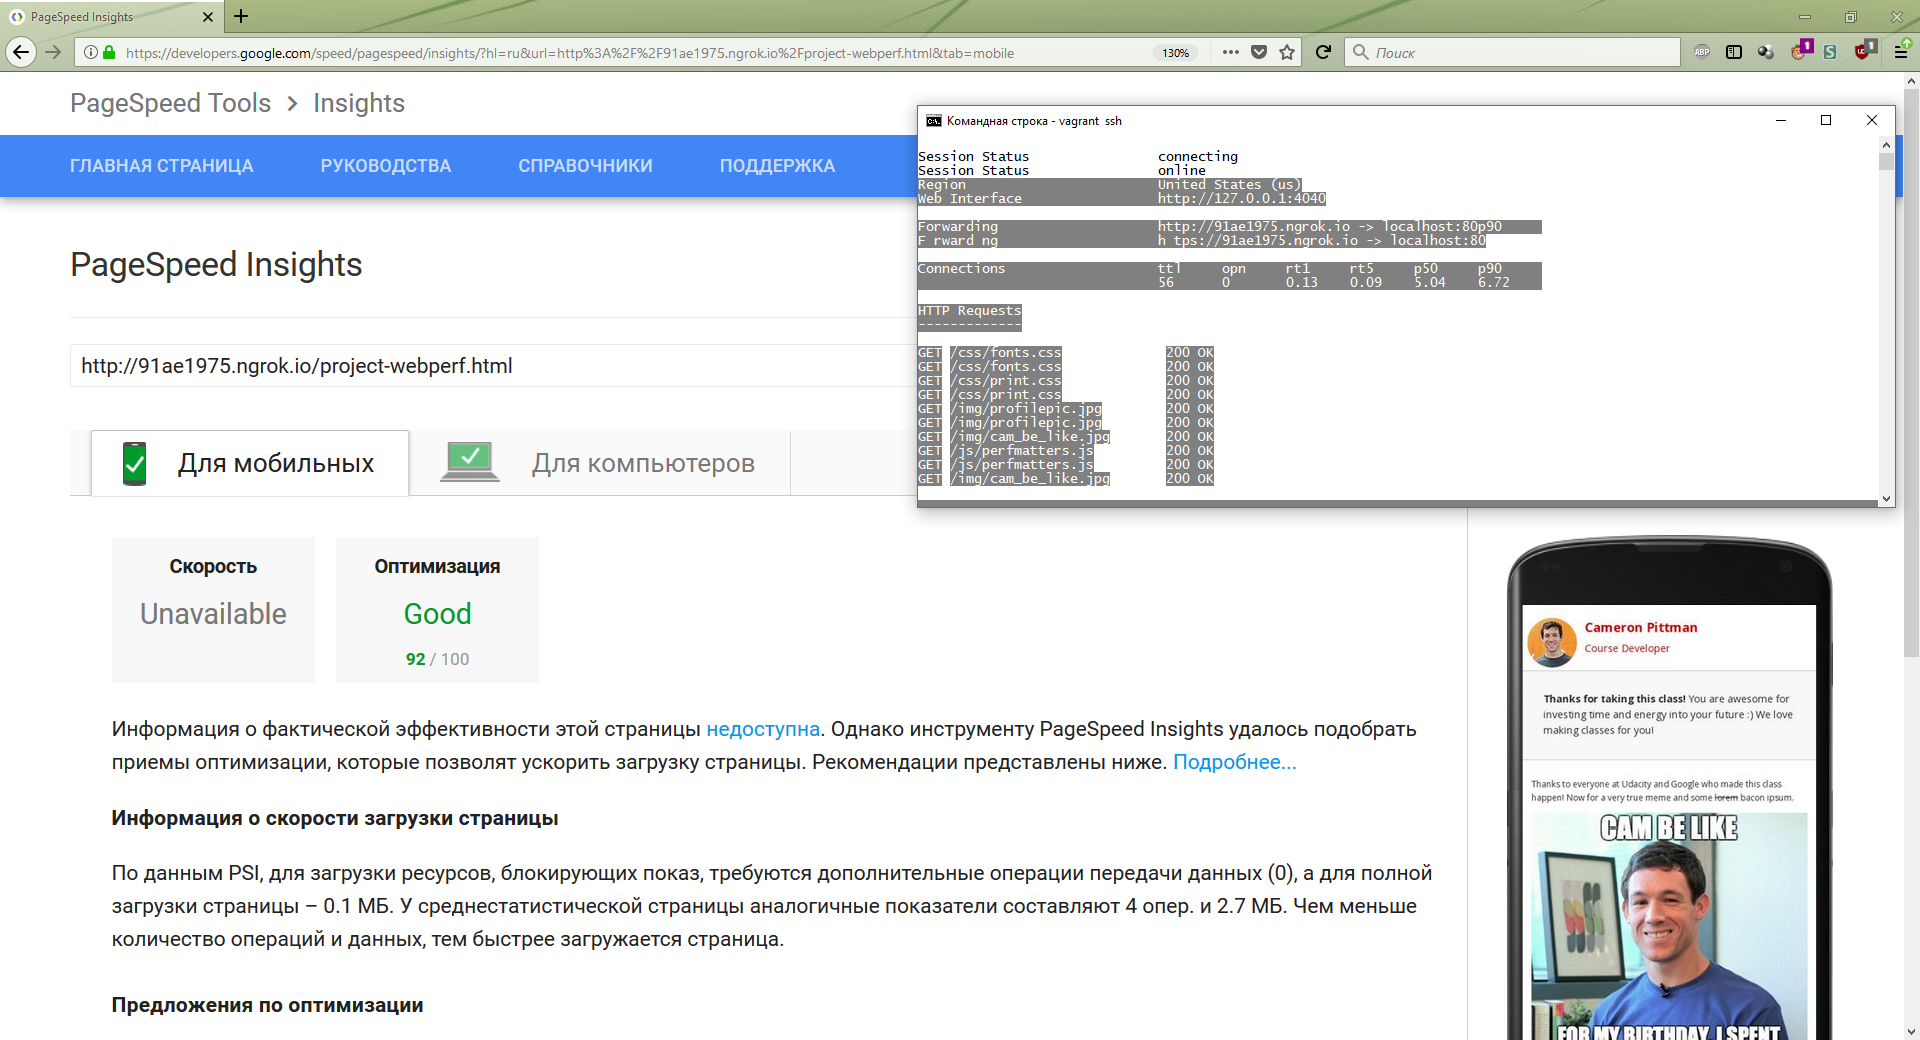 PageSpeed Insights
https://developers.google.com/speed/pagespeed/insights/?hl=ru&url=http%3A%2F%2F91ae1975.ngrok.io%2Fproject-webperf.html&tab=mobile
130%
Поиск
ABP
1
S
1
PageSpeed Tools > Insights
ГЛАВНАЯ СТРАНИЦА РУКОВОДСТВА СПРАВОЧНИКИ ПОДДЕРЖКА
PageSpeed Insights
http://91ae1975.ngrok.io/project-webperf.html
Для мобильных Для компьютеров
Скорость
Unavailable
Оптимизация
Good
92 / 100
Информация о фактической эффективности этой страницы недоступна. Однако инструменту PageSpeed Insights удалось подобрать
приемы оптимизации, которые позволят ускорить загрузку страницы. Рекомендации представлены ниже. Подробнее...
Информация о скорости загрузки страницы
По данным PSI, для загрузки ресурсов, блокирующих показ, требуются дополнительные операции передачи данных (0), а для полной
загрузки страницы – 0.1 МБ. У среднестатистической страницы аналогичные показатели составляют 4 опер. и 2.7 МБ. Чем меньше
количество операций и данных, тем быстрее загружается страница.
Предложения по оптимизации
Командная строка - vagrant ssh
Session Status connecting
Session Status online
Region United States (us)
Web Interface http://127.0.0.1:4040
Forwarding http://91ae1975.ngrok.io -> localhost:80p90
F rward ng h tps://91ae1975.ngrok.io -> localhost:80
Connections ttl opn rt1 rt5 p50 p90
56 0 0.13 0.09 5.04 6.72
HTTP Requests
-------------
GET /css/fonts.css 200 OK
GET /css/fonts.css 200 OK
GET /css/print.css 200 OK
GET /css/print.css 200 OK
GET /img/profilepic.jpg 200 OK
GET /img/profilepic.jpg 200 OK
GET /img/cam_be_like.jpg 200 OK
GET /js/perfmatters.js 200 OK
GET /js/perfmatters.js 200 OK
GET /img/cam_be_like.jpg 200 OK
Cameron Pittman
Course Developer
Thanks for taking this class! You are awesome for
investing time and energy into your future :) We love
making classes for you!
Thanks to everyone at Udacity and Google who made this class
happen! Now for a very true meme and some lorem bacon ipsum.
CAM BE LIKE
FOR MY BIRTHDAY, I SPENT